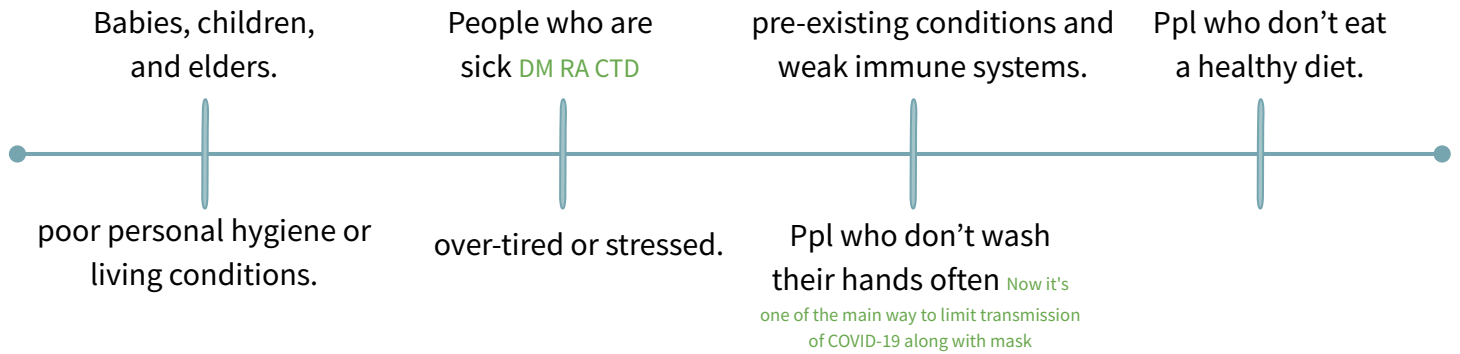 Babies, children,
and elders.
People who are
sick DM RA CTD
pre-existing conditions and
weak immune systems.
Ppl who don’t eat
a healthy diet.
poor personal hygiene or
living conditions.
over-tired or stressed.
Ppl who don’t wash
their hands often Now it's
one of the main way to limit transmission
of COVID-19 along with mask